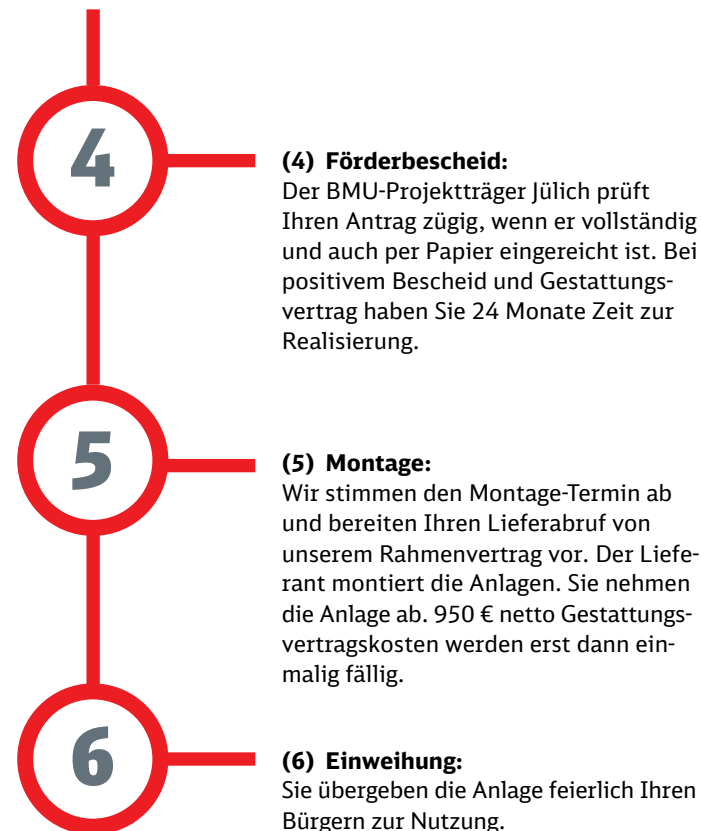 4
(4) Förderbescheid:
Der BMU-Projektträger Jülich prüft
Ihren Antrag zügig, wenn er vollständig
und auch per Papier eingereicht ist. Bei
positivem Bescheid und Gestattungs-
vertrag haben Sie 24 Monate Zeit zur
Realisierung.
5
(5) Montage:
Wir stimmen den Montage-Termin ab
und bereiten Ihren Lieferabruf von
unserem Rahmenvertrag vor. Der Liefe-
rant montiert die Anlagen. Sie nehmen
die Anlage ab. 950 € netto Gestattungs-
vertragskosten werden erst dann ein-
malig fällig.
6
(6) Einweihung:
Sie übergeben die Anlage feierlich Ihren
Bürgern zur Nutzung.